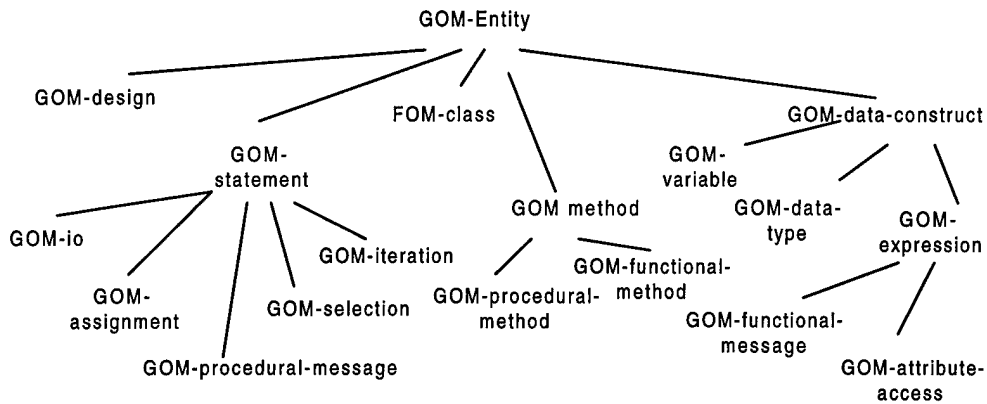 GOM-Entity
GOM-design
FOM-class
GOM-data-construct
GOM-
statement
GOM-
variable
GOM method
GOM-data-
type
GOM-
expression
GOM-io
GOM-iteration
GOM-functional-
method
GOM-procedural-
method
GOM-
assignment
GOM-selection
GOM-functional-
message
GOM-procedural-message
GOM-attribute-
access